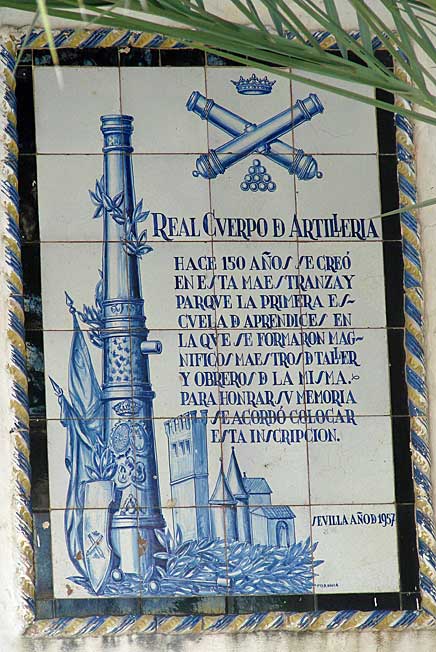 REAL CVERPO D ARTILLERIA
HACE 150 AÑOS SE CREÓ
EN ESTA MAESTRANZA Y
PARQVE LA PRIMERA ES-
CVELA D APRENDICES EN
LA QVE SE FORMARON MAG-
NIFICOS MAESTROS D TALLER
Y OBREROS D LA MISMA.
PARA HONRAR SV MEMORIA
SE ACORDÓ COLOCAR
ESTA INSCRIPCION.
SEVILLA AÑO D 1957